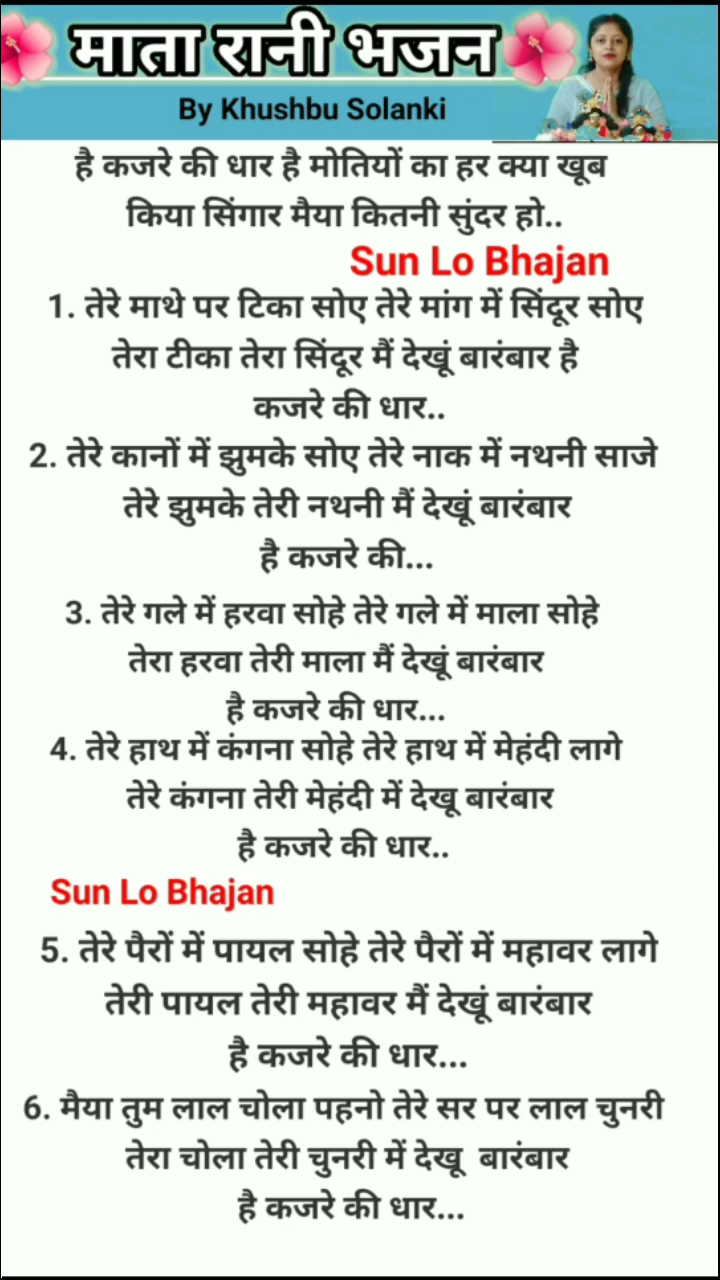 माता रानी भजन
By Khushbu Solanki
है कजरे की धार है मोतियों का हर क्या खूब
किया सिंगार मैया कितनी सुंदर हो..
Sun Lo Bhajan
1. तेरे माथे पर टिका सोए तेरे मांग में सिंदूर सोए
तेरा टीका तेरा सिंदूर मैं देखूं बारंबार है
कजरे की धार..
2. तेरे कानों में झुमके सोए तेरे नाक में नथनी साजे
तेरे झुमके तेरी नथनी मैं देखूं बारंबार
है कजरे की...
3. तेरे गले में हरवा सोहे तेरे गले में माला सोहे
तेरा हरवा तेरी माला मैं देखूं बारंबार
है कजरे की धार...
4. तेरे हाथ में कंगना सोहे तेरे हाथ में मेहंदी लागे
तेरे कंगना तेरी मेहंदी में देखू बारंबार
है कजरे की धार..
Sun Lo Bhajan
5. तेरे पैरों में पायल सोहे तेरे पैरों में महावर लागे
तेरी पायल तेरी महावर मैं देखूं बारंबार
है कजरे की धार...
6. मैया तुम लाल चोला पहनो तेरे सर पर लाल चुनरी
तेरा चोला तेरी चुनरी में देखू बारंबार
है कजरे की धार...